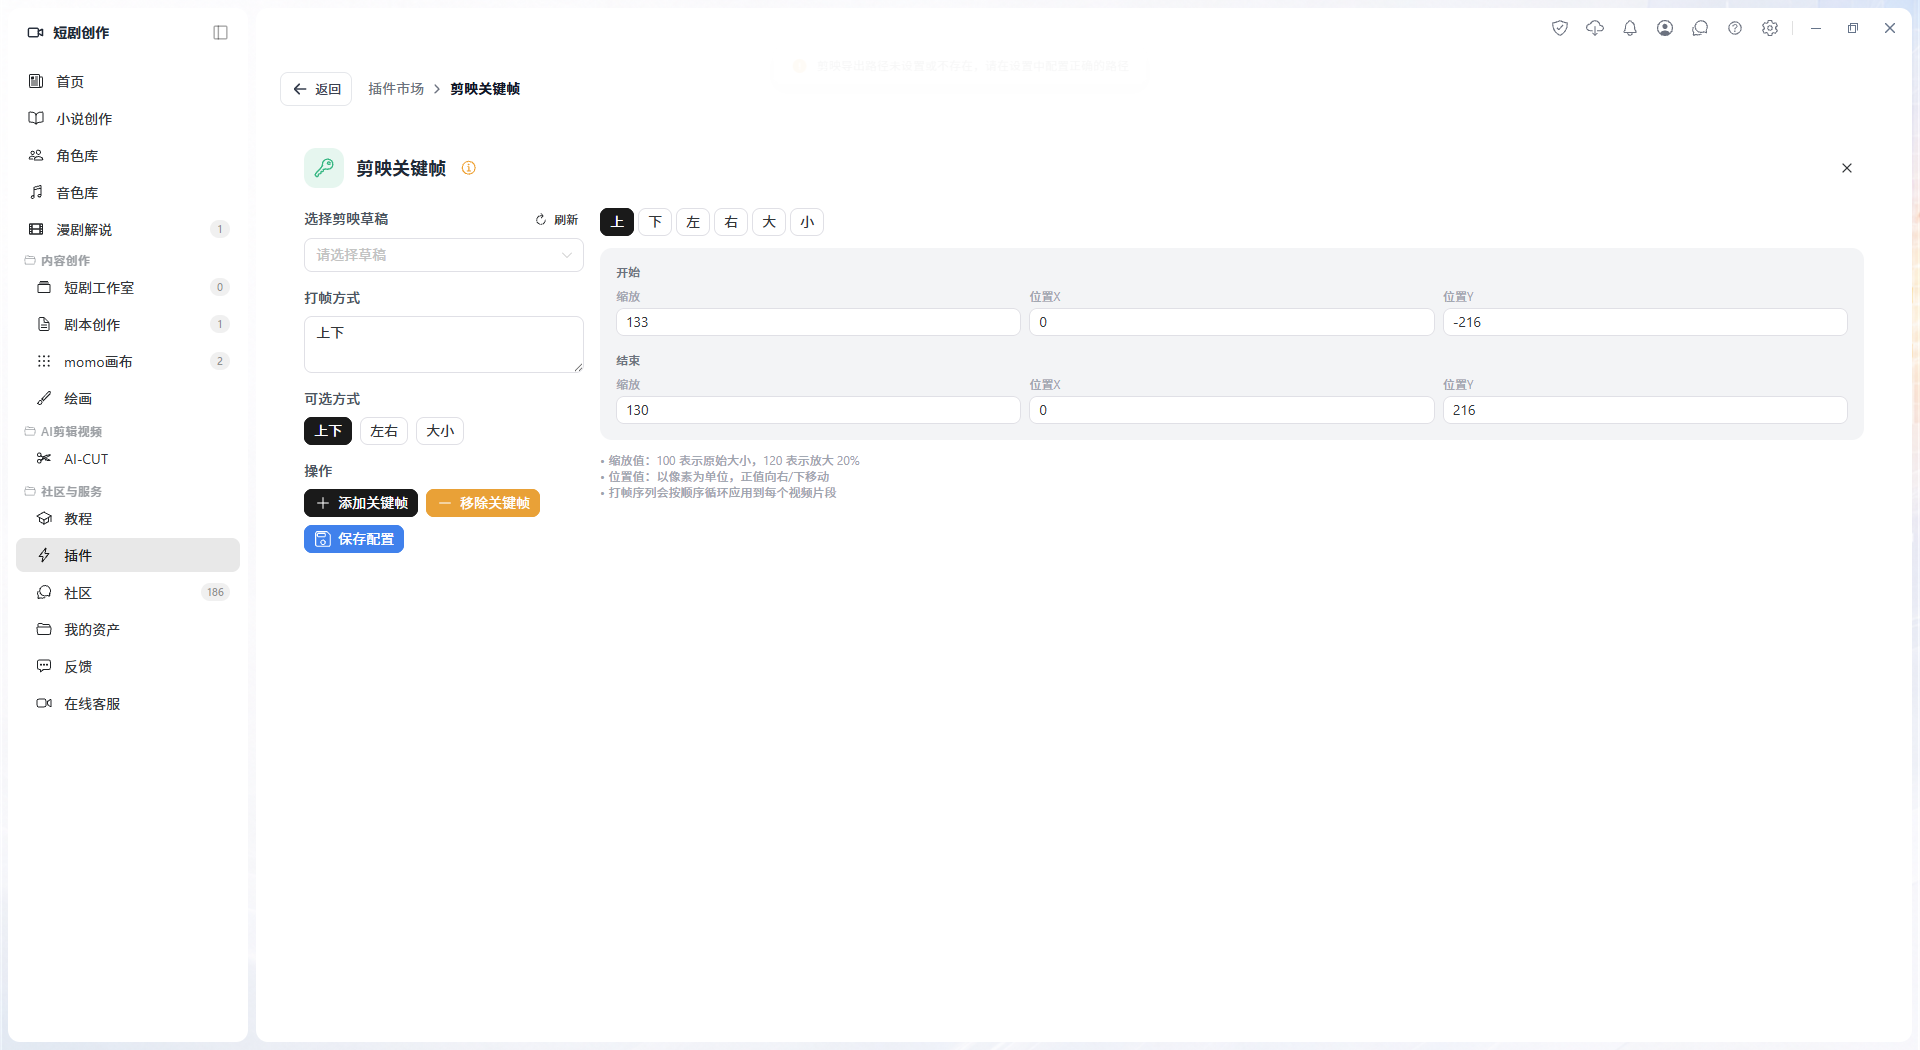 短剧创作
首页
小说创作
角色库
音色库
漫剧解说 1
内容创作
短剧工作室 0
剧本创作 1
momo画布 2
绘画
AI剪辑视频
AI-CUT
社区与服务
教程
插件
社区 186
我的资产
反馈
在线客服
返回 插件市场 > 剪映关键帧
剪映关键帧
选择剪映草稿 刷新
请选择草稿
打帧方式
上下
可选方式
上下 左右 大小
操作
添加关键帧 移除关键帧
保存配置
上 下 左 右 大 小
开始
缩放 位置X 位置Y
133 0 -216
结束
缩放 位置X 位置Y
130 0 216
• 缩放值：100 表示原始大小，120 表示放大 20%
• 位置值：以像素为单位，正值向右/下移动
• 打帧序列会按顺序循环应用到每个视频片段